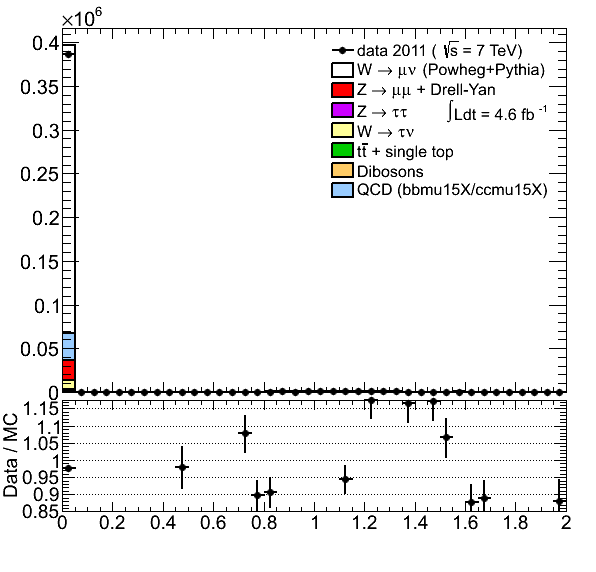 ×10⁶
0.4
0.35
0.3
0.25
0.2
0.15
0.1
0.05
0
data 2011 ( √s = 7 TeV)
W → μν (Powheg+Pythia)
Z → μμ + Drell-Yan
Z → ττ ∫Ldt = 4.6 fb⁻¹
W → τν
tt̅ + single top
Dibosons
QCD (bbmu15X/ccmu15X)
Data / MC
1.15
1.1
1.05
1
0.95
0.9
0.85
0 0.2 0.4 0.6 0.8 1 1.2 1.4 1.6 1.8 2